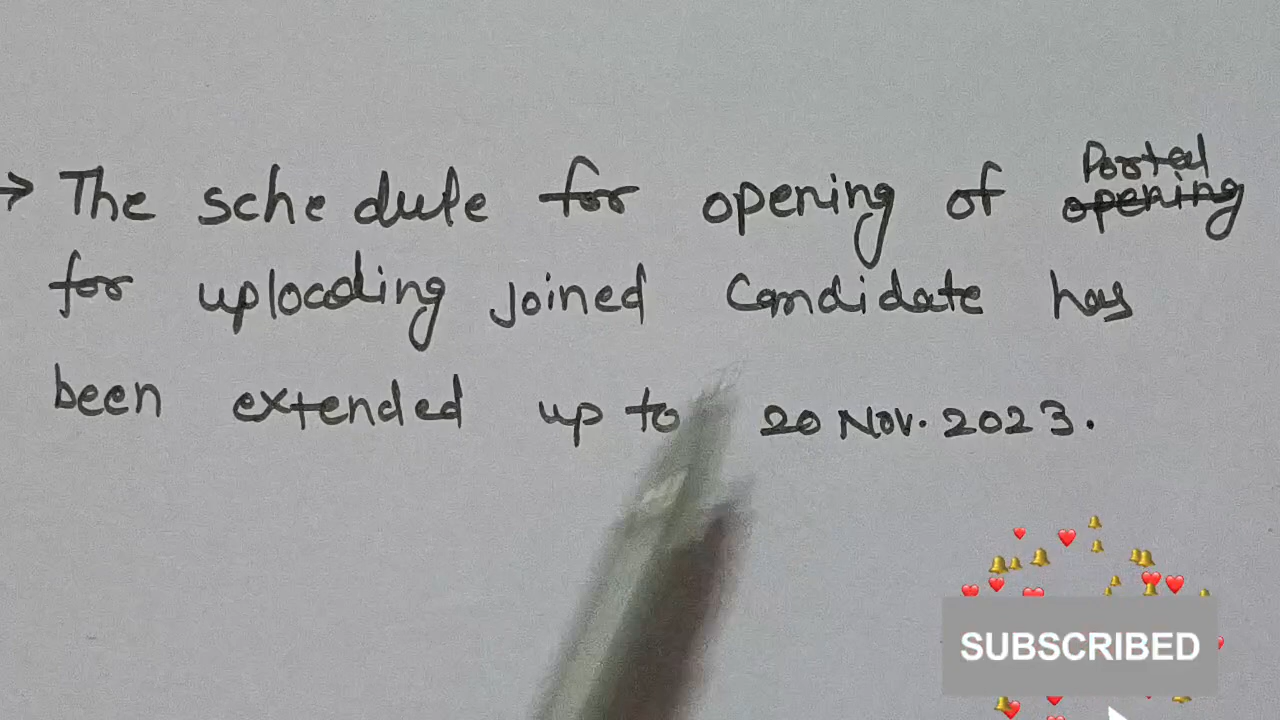 → The schedule for opening of Portal
opening
for uploading joined candidate has
been extended up to 20 Nov. 2023.
SUBSCRIBED